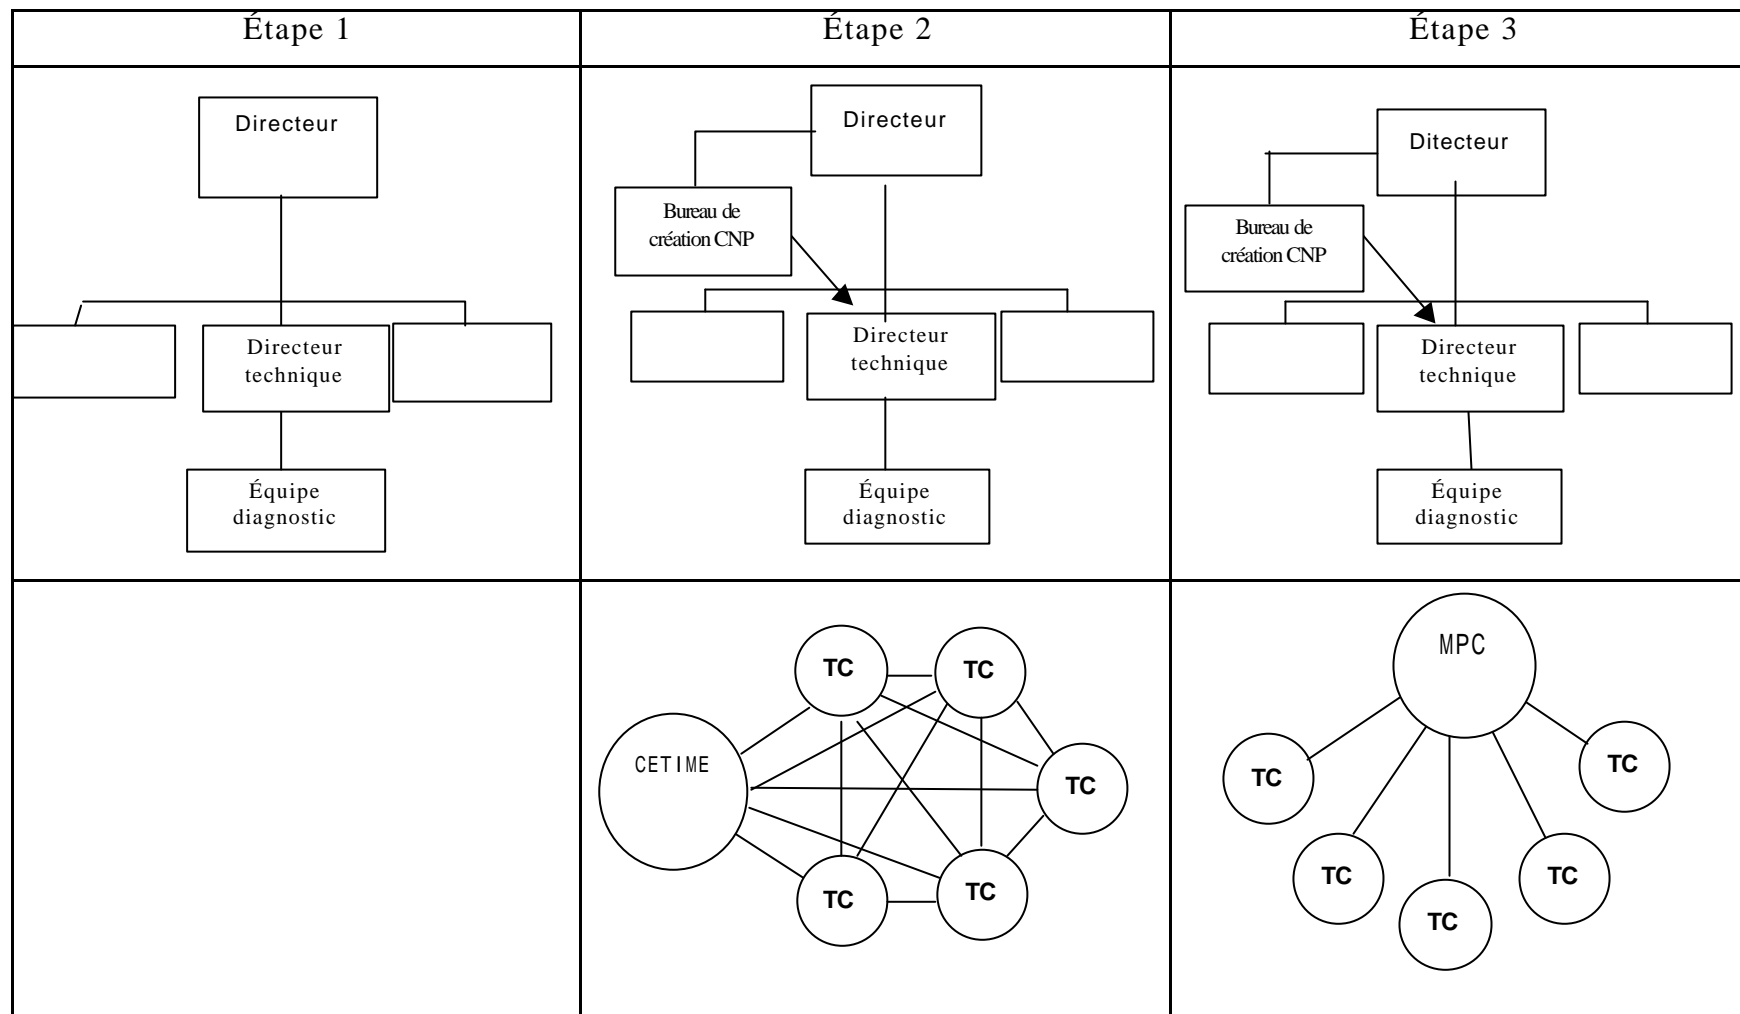 Étape 1
Étape 2
Étape 3
Directeur
Directeur
technique
Équipe
diagnostic
Directeur
Bureau de
création CNP
Directeur
technique
Équipe
diagnostic
Ditecteur
Bureau de
création CNP
Directeur
technique
Équipe
diagnostic
TC
TC
CETIME
TC
TC
TC
MPC
TC
TC
TC
TC
TC